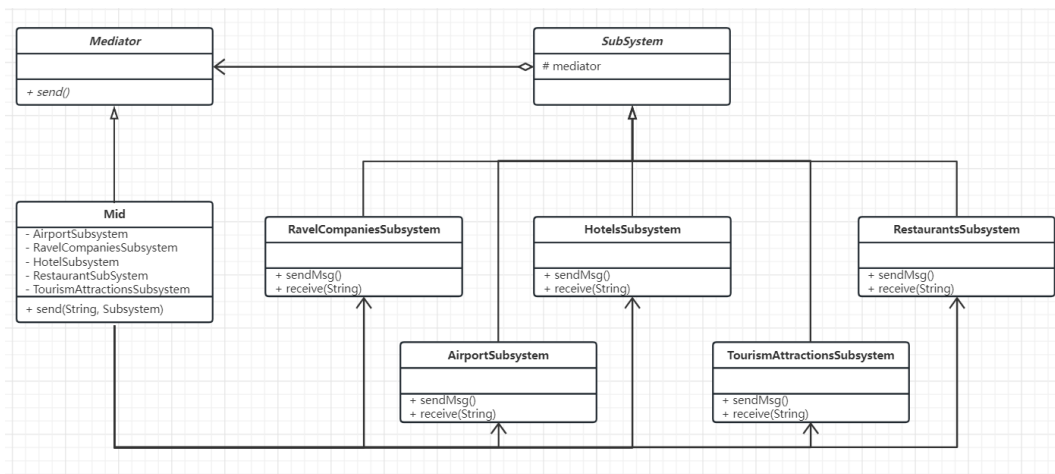 Mediator
+ send()
SubSystem
# mediator
Mid
- AirportSubsystem
- RavelCompaniesSubsystem
- HotelSubsystem
- RestaurantSubSystem
- TourismAttractionsSubsystem
+ send(String, Subsystem)
RavelCompaniesSubsystem
+ sendMsg()
+ receive(String)
HotelsSubsystem
+ sendMsg()
+ receive(String)
RestaurantsSubsystem
+ sendMsg()
+ receive(String)
AirportSubsystem
+ sendMsg()
+ receive(String)
TourismAttractionsSubsystem
+ sendMsg()
+ receive(String)